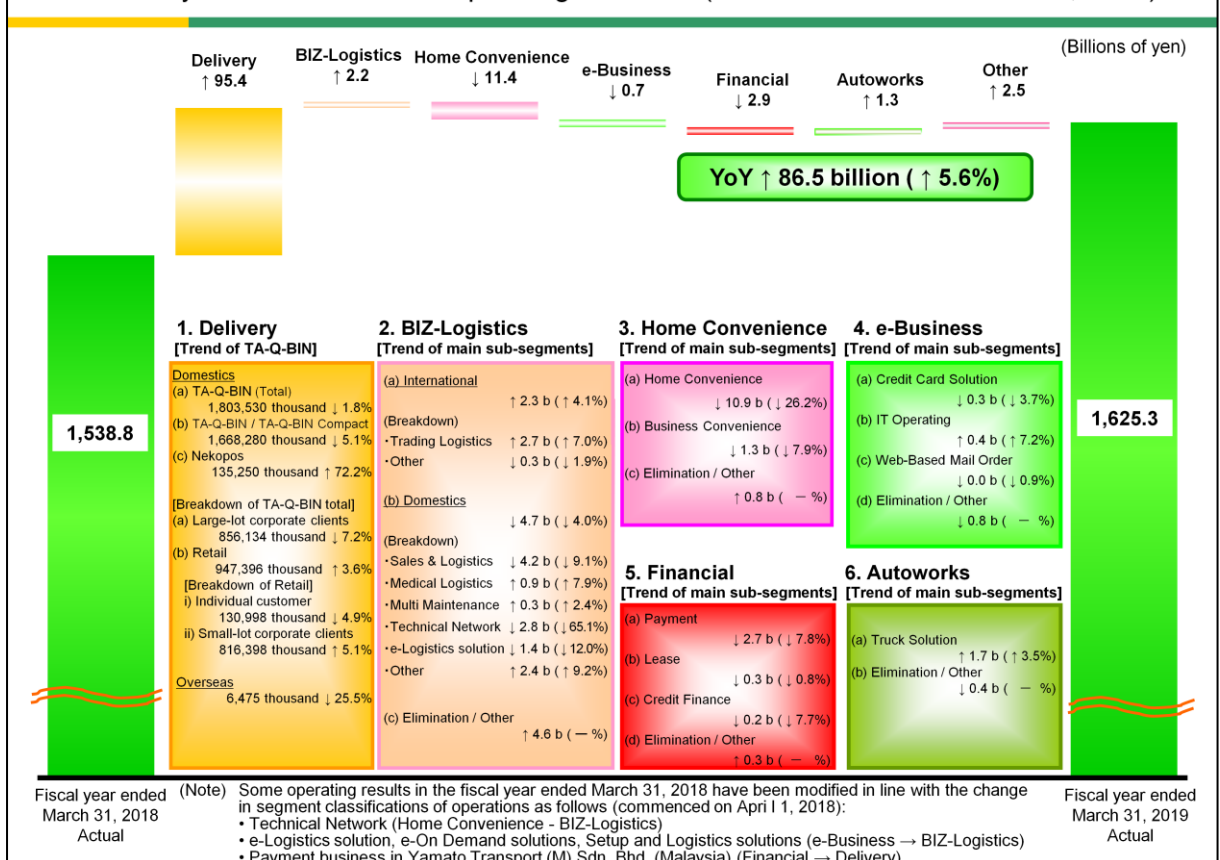 (Billions of yen)
Delivery
↑ 95.4
BIZ-Logistics
↑ 2.2
Home Convenience
↓ 11.4
e-Business
↓ 0.7
Financial
↓ 2.9
Autoworks
↑ 1.3
Other
↑ 2.5
YoY ↑ 86.5 billion ( ↑ 5.6%)
1,538.8
1,625.3
1. Delivery
[Trend of TA-Q-BIN]
Domestics
(a) TA-Q-BIN (Total)
1,803,530 thousand ↓ 1.8%
(b) TA-Q-BIN / TA-Q-BIN Compact
1,668,280 thousand ↓ 5.1%
(c) Nekopos
135,250 thousand ↑ 72.2%
[Breakdown of TA-Q-BIN total]
(a) Large-lot corporate clients
856,134 thousand ↓ 7.2%
(b) Retail
947,396 thousand ↑ 3.6%
[Breakdown of Retail]
i) Individual customer
130,998 thousand ↓ 4.9%
ii) Small-lot corporate clients
816,398 thousand ↑ 5.1%
Overseas
6,475 thousand ↓ 25.5%
2. BIZ-Logistics
[Trend of main sub-segments]
(a) International
↑ 2.3 b ( ↑ 4.1%)
(Breakdown)
・Trading Logistics ↑ 2.7 b ( ↑ 7.0%)
・Other ↓ 0.3 b ( ↓ 1.9%)
(b) Domestics
↓ 4.7 b ( ↓ 4.0%)
(Breakdown)
・Sales & Logistics ↓ 4.2 b ( ↓ 9.1%)
・Medical Logistics ↑ 0.9 b ( ↑ 7.9%)
・Multi Maintenance ↑ 0.3 b ( ↑ 2.4%)
・Technical Network ↓ 2.8 b ( ↓65.1%)
・e-Logistics solution ↓ 1.4 b ( ↓12.0%)
・Other ↑ 2.4 b ( ↑ 9.2%)
(c) Elimination / Other
↑ 4.6 b ( ー %)
3. Home Convenience
[Trend of main sub-segments]
(a) Home Convenience
↓ 10.9 b ( ↓ 26.2%)
(b) Business Convenience
↓ 1.3 b ( ↓ 7.9%)
(c) Elimination / Other
↑ 0.8 b ( ー %)
4. e-Business
[Trend of main sub-segments]
(a) Credit Card Solution
↓ 0.3 b ( ↓ 3.7%)
(b) IT Operating
↑ 0.4 b ( ↑ 7.2%)
(c) Web-Based Mail Order
↓ 0.0 b ( ↓ 0.9%)
(d) Elimination / Other
↓ 0.8 b ( ー %)
5. Financial
[Trend of main sub-segments]
(a) Payment
↓ 2.7 b ( ↓ 7.8%)
(b) Lease
↓ 0.3 b ( ↓ 0.8%)
(c) Credit Finance
↓ 0.2 b ( ↓ 7.7%)
(d) Elimination / Other
↑ 0.3 b ( ー %)
6. Autoworks
[Trend of main sub-segments]
(a) Truck Solution
↑ 1.7 b ( ↑ 3.5%)
(b) Elimination / Other
↓ 0.4 b ( ー %)
Fiscal year ended
March 31, 2018
Actual
(Note) Some operating results in the fiscal year ended March 31, 2018 have been modified in line with the change
in segment classifications of operations as follows (commenced on Apri l 1, 2018):
• Technical Network (Home Convenience - BIZ-Logistics)
• e-Logistics solution, e-On Demand solutions, Setup and Logistics solutions (e-Business → BIZ-Logistics)
• Payment business in Yamato Transport (M) Sdn. Bhd. (Malaysia) (Financial → Delivery)
Fiscal year ended
March 31, 2019
Actual